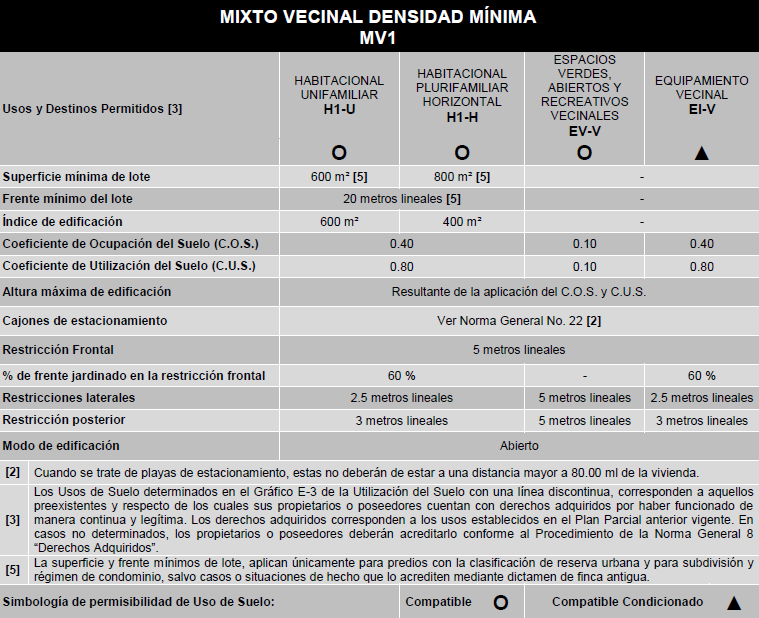 MIXTO VECINAL DENSIDAD MÍNIMA
MV1
Usos y Destinos Permitidos [3]
HABITACIONAL
UNIFAMILIAR
H1-U
O
HABITACIONAL
PLURIFAMILIAR
HORIZONTAL
H1-H
O
ESPACIOS
VERDES,
ABIERTOS Y
RECREATIVOS
VECINALES
EV-V
O
EQUIPAMIENTO
VECINAL
EI-V
▲
Superficie mínima de lote 600 m² [5] 800 m² [5] -
Frente mínimo del lote 20 metros lineales [5] -
Índice de edificación 600 m² 400 m² -
Coeficiente de Ocupación del Suelo (C.O.S.) 0.40 0.10 0.40
Coeficiente de Utilización del Suelo (C.U.S.) 0.80 0.10 0.80
Altura máxima de edificación Resultante de la aplicación del C.O.S. y C.U.S.
Cajones de estacionamiento Ver Norma General No. 22 [2]
Restricción Frontal 5 metros lineales
% de frente jardinado en la restricción frontal 60 % - 60 %
Restricciones laterales 2.5 metros lineales 5 metros lineales 2.5 metros lineales
Restricción posterior 3 metros lineales 5 metros lineales 3 metros lineales
Modo de edificación Abierto
[2] Cuando se trate de playas de estacionamiento, estas no deberán de estar a una distancia mayor a 80.00 ml de la vivienda.
[3] Los Usos de Suelo determinados en el Gráfico E-3 de la Utilización del Suelo con una línea discontinua, corresponden a aquellos
preexistentes y respecto de los cuales sus propietarios o poseedores cuentan con derechos adquiridos por haber funcionado de
manera continua y legítima. Los derechos adquiridos corresponden a los usos establecidos en el Plan Parcial anterior vigente. En
casos no determinados, los propietarios o poseedores deberán acreditarlo conforme al Procedimiento de la Norma General 8
“Derechos Adquiridos”.
[5] La superficie y frente mínimos de lote, aplican únicamente para predios con la clasificación de reserva urbana y para subdivisión y
régimen de condominio, salvo casos o situaciones de hecho que lo acrediten mediante dictamen de finca antigua.
Simbología de permisibilidad de Uso de Suelo: Compatible O Compatible Condicionado ▲